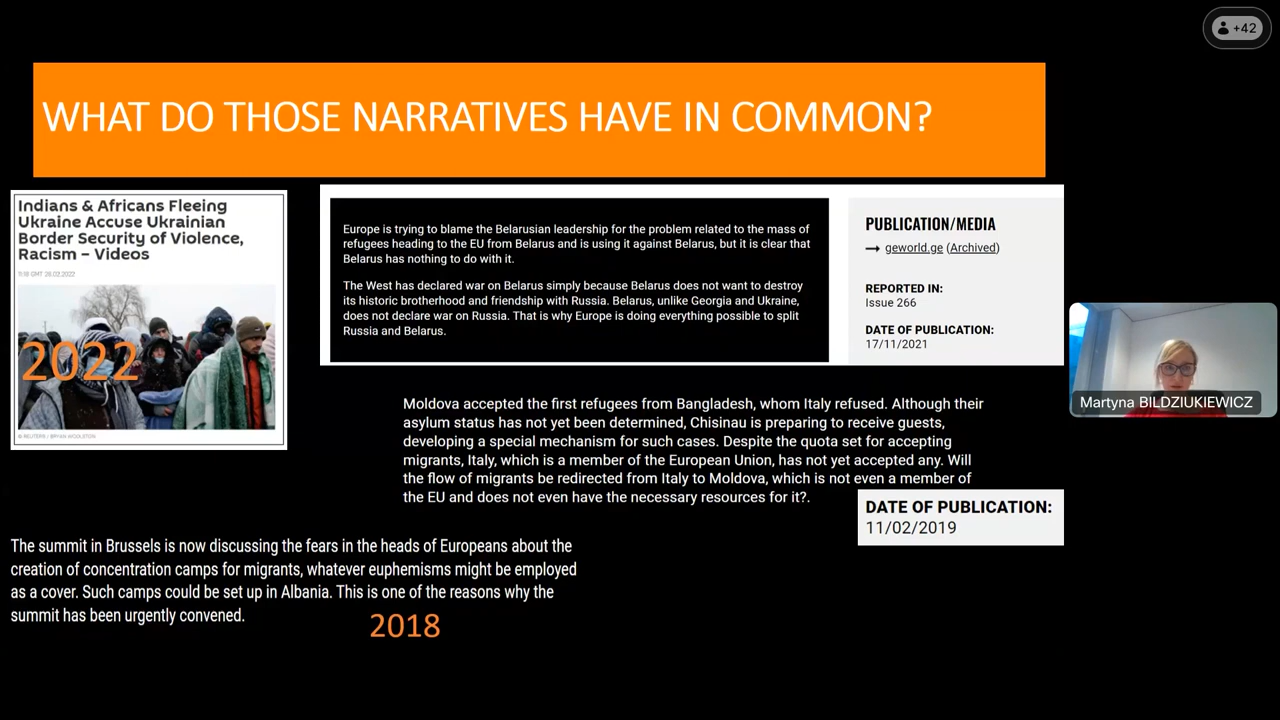 +42
WHAT DO THOSE NARRATIVES HAVE IN COMMON?
Indians & Africans Fleeing
Ukraine Accuse Ukrainian
Border Security of Violence,
Racism – Videos
11:18 GMT 28.02.2022
2022
© REUTERS / BRYAN WOOLSTON
Europe is trying to blame the Belarusian leadership for the problem related to the mass of
refugees heading to the EU from Belarus and is using it against Belarus, but it is clear that
Belarus has nothing to do with it.
The West has declared war on Belarus simply because Belarus does not want to destroy
its historic brotherhood and friendship with Russia. Belarus, unlike Georgia and Ukraine,
does not declare war on Russia. That is why Europe is doing everything possible to split
Russia and Belarus.
PUBLICATION/MEDIA
geworld.ge (Archived)
REPORTED IN:
Issue 266
DATE OF PUBLICATION:
17/11/2021
Martyna BILDZIUKIEWICZ
Moldova accepted the first refugees from Bangladesh, whom Italy refused. Although their
asylum status has not yet been determined, Chisinau is preparing to receive guests,
developing a special mechanism for such cases. Despite the quota set for accepting
migrants, Italy, which is a member of the European Union, has not yet accepted any. Will
the flow of migrants be redirected from Italy to Moldova, which is not even a member of
the EU and does not even have the necessary resources for it?.
DATE OF PUBLICATION:
11/02/2019
The summit in Brussels is now discussing the fears in the heads of Europeans about the
creation of concentration camps for migrants, whatever euphemisms might be employed
as a cover. Such camps could be set up in Albania. This is one of the reasons why the
summit has been urgently convened.
2018